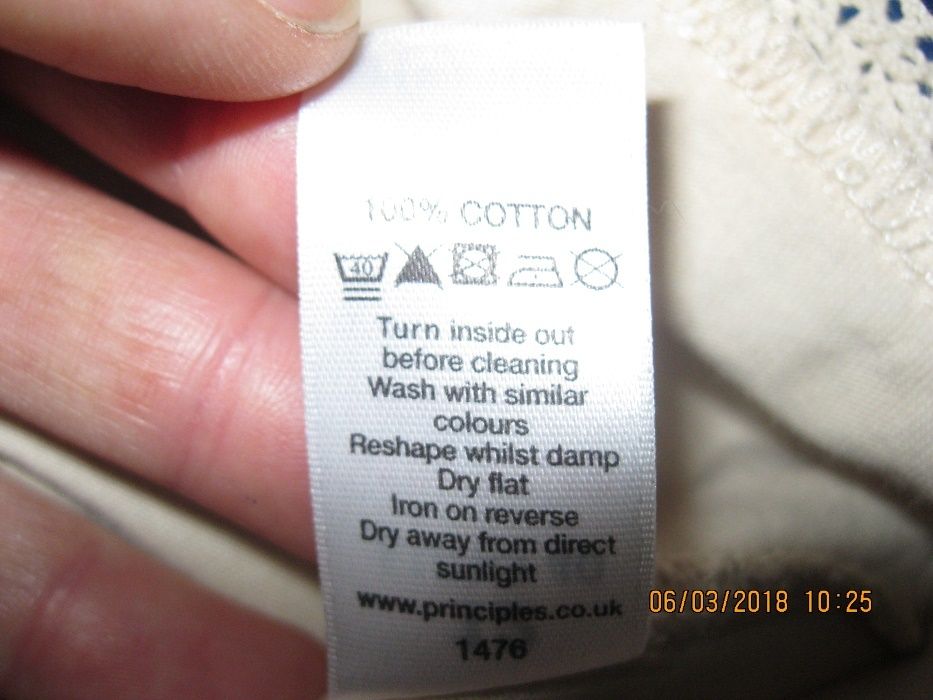 100% COTTON
40
Turn inside out
before cleaning
Wash with similar
colours
Reshape whilst damp
Dry flat
Iron on reverse
Dry away from direct
sunlight
www.principles.co.uk
1476
06/03/2018 10:25